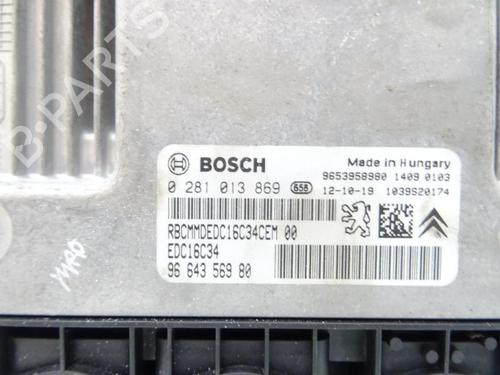 B-PARTS
BOSCH
Made in Hungary
9653958980 1409 0103
0 281 013 869 658 12-10-19 1039S20174
RBCMMDEDC16C34CEM 00
EDC16C34
96 643 569 80